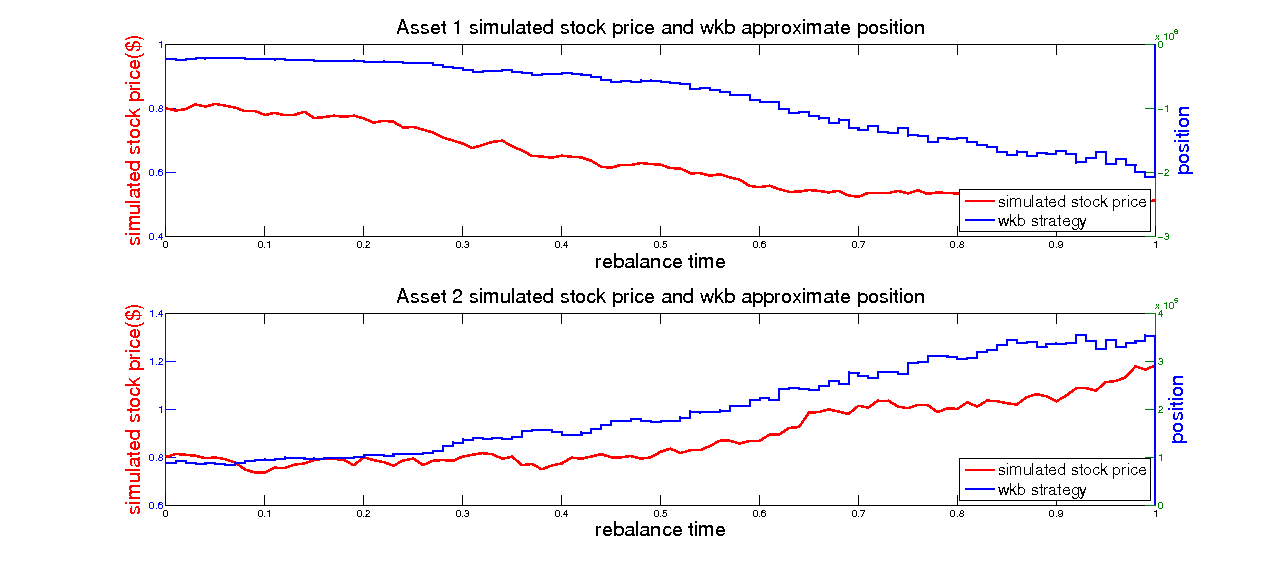 Asset 1 simulated stock price and wkb approximate position
simulated stock price($)
1
0.8
0.6
0.4
0 0.1 0.2 0.3 0.4 0.5 0.6 0.7 0.8 0.9 1
rebalance time
0
-1
-2
-3
position
simulated stock price
wkb strategy
Asset 2 simulated stock price and wkb approximate position
simulated stock price($)
1.4
1.2
1
0.8
0.6
0 0.1 0.2 0.3 0.4 0.5 0.6 0.7 0.8 0.9 1
rebalance time
4
3
2
1
0
position
simulated stock price
wkb strategy